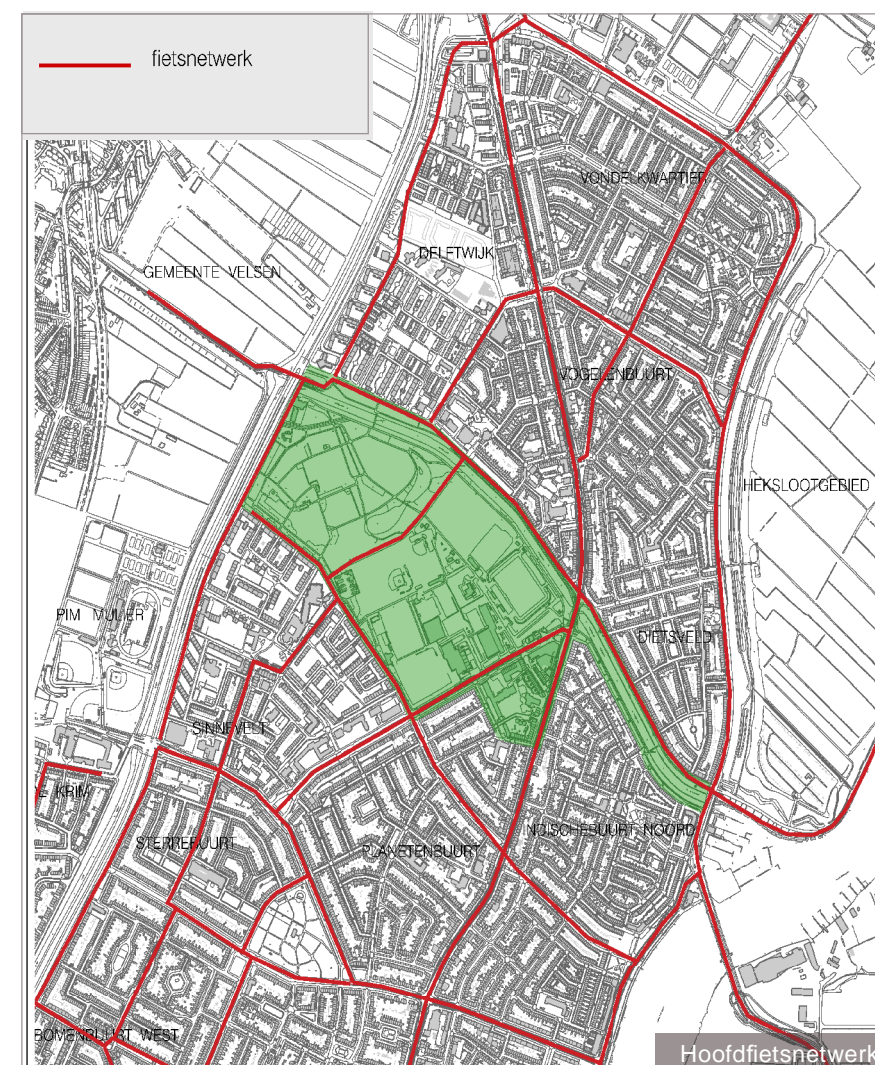 fietsnetwerk
VONDELKWARTIER
DELFTWIJK
GEMEENTE VELSEN
VOGELENBUURT
HEKSLOOTGEBIED
PIM MULIER
DIETSVELD
SINNEVELT
DE KRIM
STERREBUURT
PLANETENBUURT
INDISCHEBUURT NOORD
BOMENBUURT WEST
Hoofdfietsnetwerk